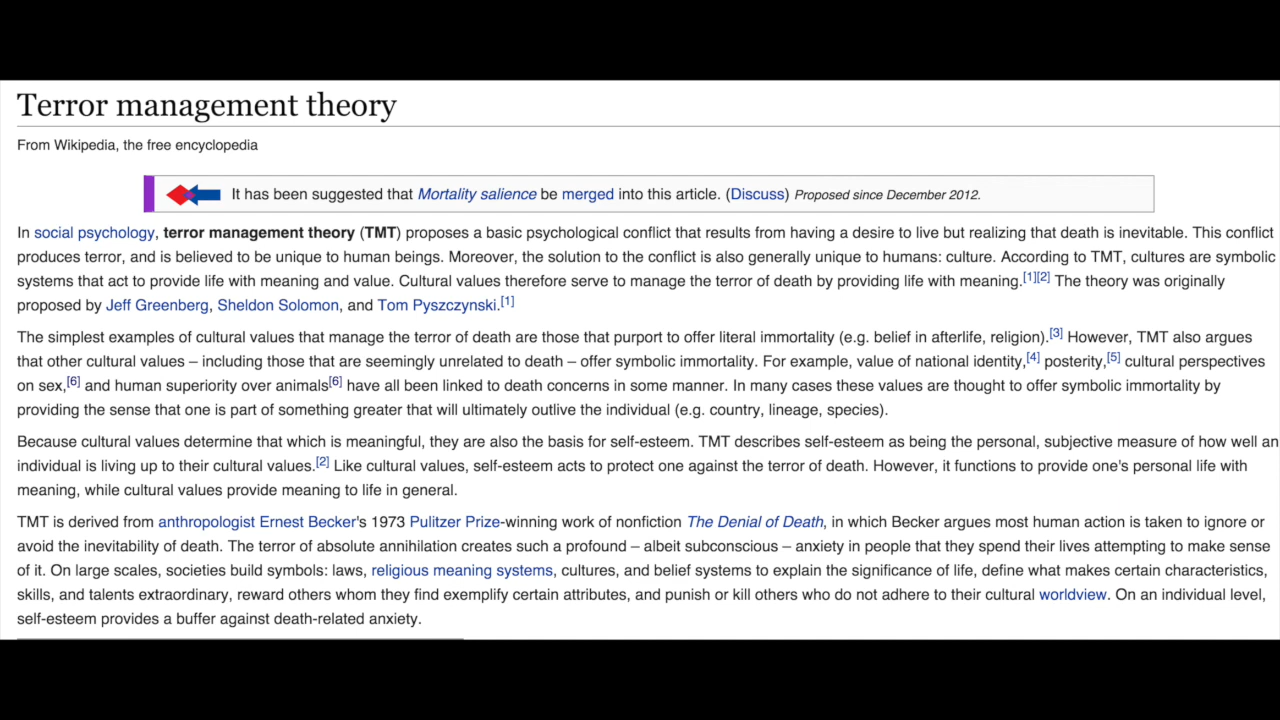 Terror management theory
From Wikipedia, the free encyclopedia
It has been suggested that Mortality salience be merged into this article. (Discuss) Proposed since December 2012.
In social psychology, terror management theory (TMT) proposes a basic psychological conflict that results from having a desire to live but realizing that death is inevitable. This conflict
produces terror, and is believed to be unique to human beings. Moreover, the solution to the conflict is also generally unique to humans: culture. According to TMT, cultures are symbolic
systems that act to provide life with meaning and value. Cultural values therefore serve to manage the terror of death by providing life with meaning.[1][2] The theory was originally
proposed by Jeff Greenberg, Sheldon Solomon, and Tom Pyszczynski.[1]
The simplest examples of cultural values that manage the terror of death are those that purport to offer literal immortality (e.g. belief in afterlife, religion).[3] However, TMT also argues
that other cultural values – including those that are seemingly unrelated to death – offer symbolic immortality. For example, value of national identity,[4] posterity,[5] cultural perspectives
on sex,[6] and human superiority over animals[6] have all been linked to death concerns in some manner. In many cases these values are thought to offer symbolic immortality by
providing the sense that one is part of something greater that will ultimately outlive the individual (e.g. country, lineage, species).
Because cultural values determine that which is meaningful, they are also the basis for self-esteem. TMT describes self-esteem as being the personal, subjective measure of how well an
individual is living up to their cultural values.[2] Like cultural values, self-esteem acts to protect one against the terror of death. However, it functions to provide one's personal life with
meaning, while cultural values provide meaning to life in general.
TMT is derived from anthropologist Ernest Becker's 1973 Pulitzer Prize-winning work of nonfiction The Denial of Death, in which Becker argues most human action is taken to ignore or
avoid the inevitability of death. The terror of absolute annihilation creates such a profound – albeit subconscious – anxiety in people that they spend their lives attempting to make sense
of it. On large scales, societies build symbols: laws, religious meaning systems, cultures, and belief systems to explain the significance of life, define what makes certain characteristics,
skills, and talents extraordinary, reward others whom they find exemplify certain attributes, and punish or kill others who do not adhere to their cultural worldview. On an individual level,
self-esteem provides a buffer against death-related anxiety.